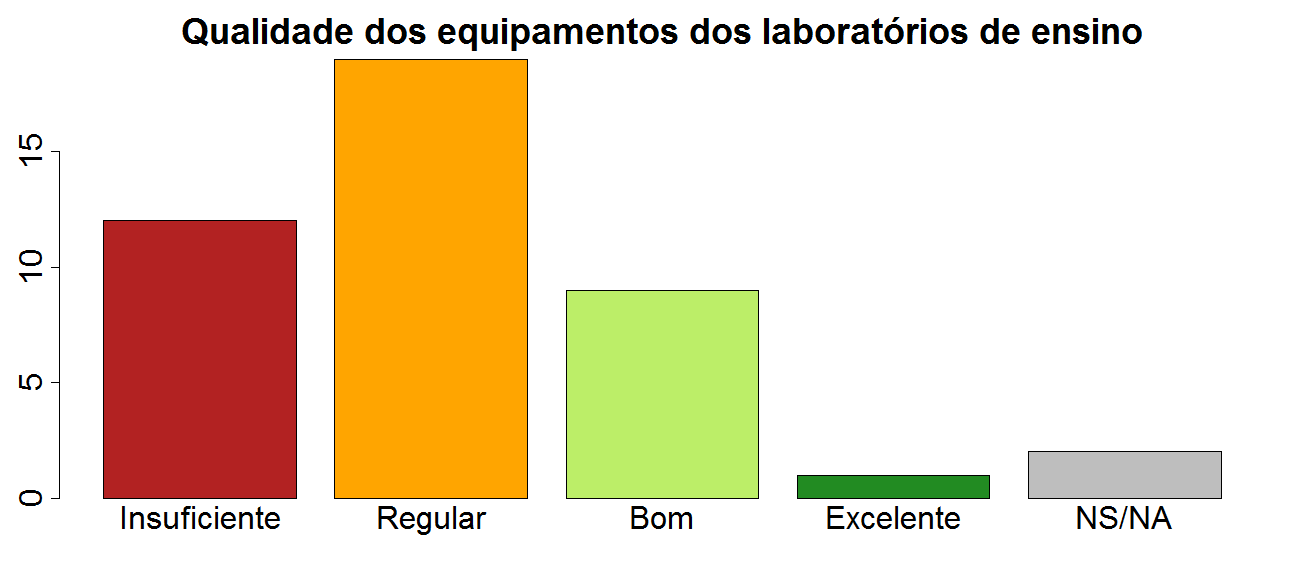 Qualidade dos equipamentos dos laboratórios de ensino
15
10
5
0
Insuficiente Regular Bom Excelente NS/NA